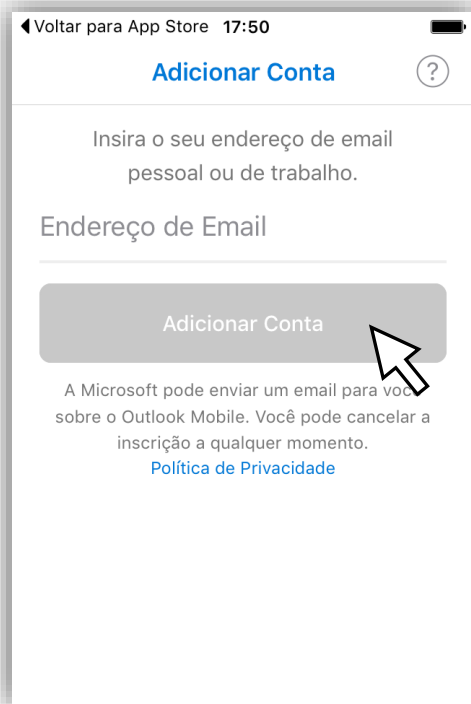 Voltar para App Store 17:50
Adicionar Conta
?
Insira o seu endereço de email
pessoal ou de trabalho.
Endereço de Email
Adicionar Conta
A Microsoft pode enviar um email para você
sobre o Outlook Mobile. Você pode cancelar a
inscrição a qualquer momento.
Política de Privacidade